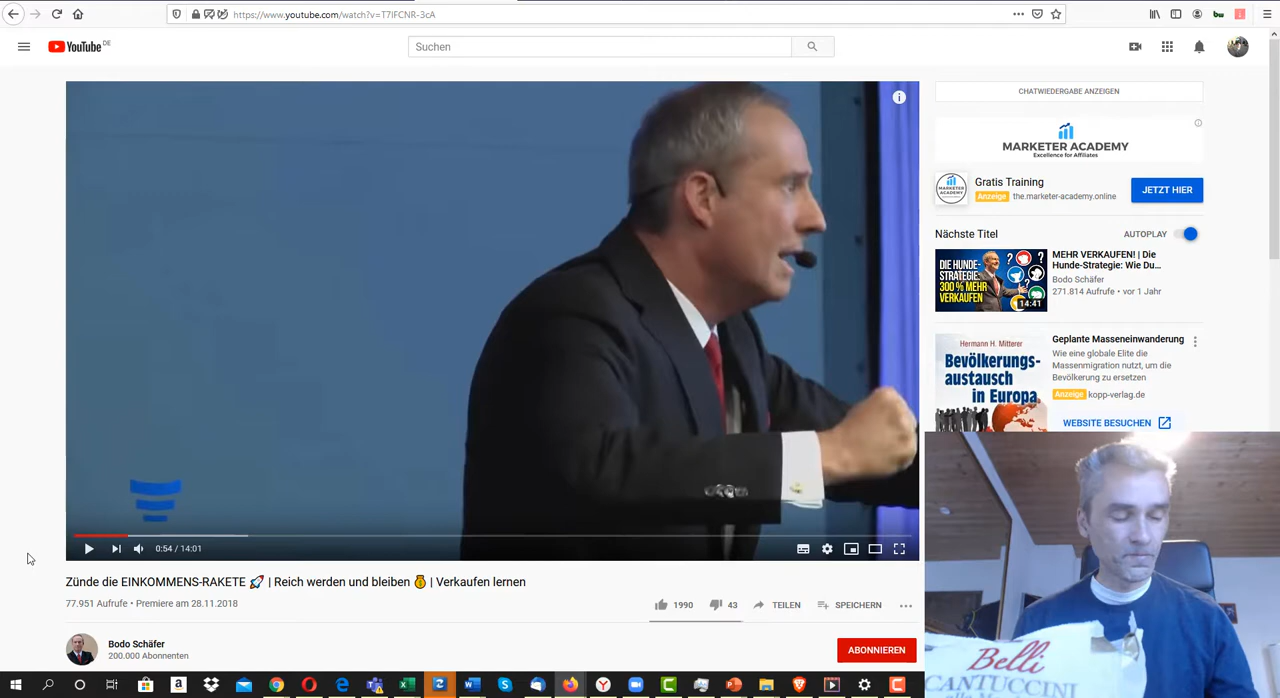 https://www.youtube.com/watch?v=T7lFCNR-3cA
YouTube DE
Suchen
CHATWIEDERGABE ANZEIGEN
MARKETER ACADEMY
Excellence for Affiliates
MARKETER
ACADEMY
Gratis Training
Anzeige the.marketer-academy.online
JETZT HIER
Nächste Titel
AUTOPLAY
DIE HUNDE-
STRATEGIE:
300 % MEHR
VERKAUFEN
14:41
MEHR VERKAUFEN! | Die
Hunde-Strategie: Wie Du...
Bodo Schäfer
271.814 Aufrufe • vor 1 Jahr
Hermann H. Mitterer
Bevölkerungs-
austausch
in Europa
Geplante Masseneinwanderung
Wie eine globale Elite die
Massenmigration nutzt, um die
Bevölkerung zu ersetzen
Anzeige kopp-verlag.de
WEBSITE BESUCHEN
0:54 / 14:01
Zünde die EINKOMMENS-RAKETE 🚀 | Reich werden und bleiben 💰 | Verkaufen lernen
77.951 Aufrufe • Premiere am 28.11.2018
1990
43
TEILEN
SPEICHERN
Bodo Schäfer
200.000 Abonnenten
ABONNIEREN
Belli
CANTUCCINI